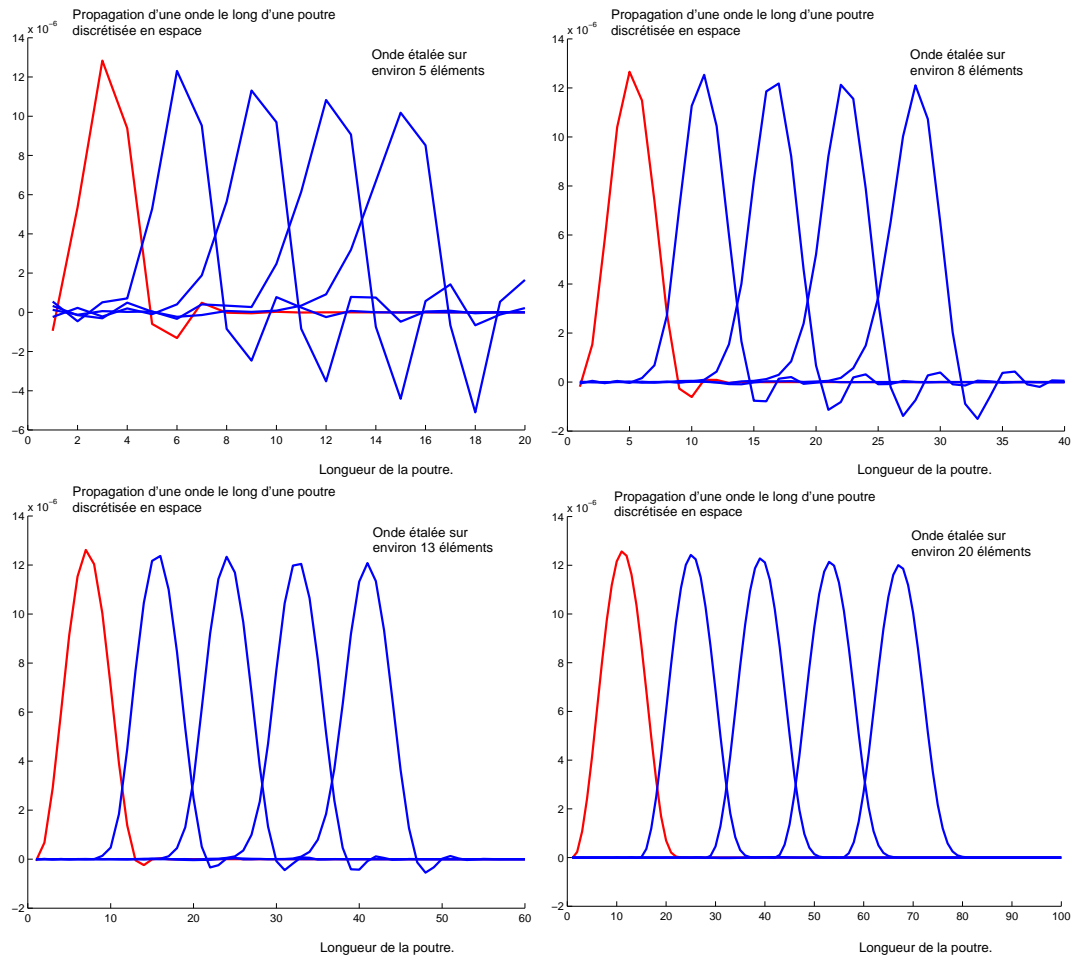 Propagation d'une onde le long d'une poutre
discrétisée en espace
x 10⁻⁶
Onde étalée sur
environ 5 éléments
14
12
10
8
6
4
2
0
−2
−4
−6
0 2 4 6 8 10 12 14 16 18 20
Longueur de la poutre.
Propagation d'une onde le long d'une poutre
discrétisée en espace
x 10⁻⁶
Onde étalée sur
environ 8 éléments
14
12
10
8
6
4
2
0
−2
0 5 10 15 20 25 30 35 40
Longueur de la poutre.
Propagation d'une onde le long d'une poutre
discrétisée en espace
x 10⁻⁶
Onde étalée sur
environ 13 éléments
14
12
10
8
6
4
2
0
−2
0 10 20 30 40 50 60
Longueur de la poutre.
Propagation d'une onde le long d'une poutre
discrétisée en espace
x 10⁻⁶
Onde étalée sur
environ 20 éléments
14
12
10
8
6
4
2
0
−2
0 10 20 30 40 50 60 70 80 90 100
Longueur de la poutre.